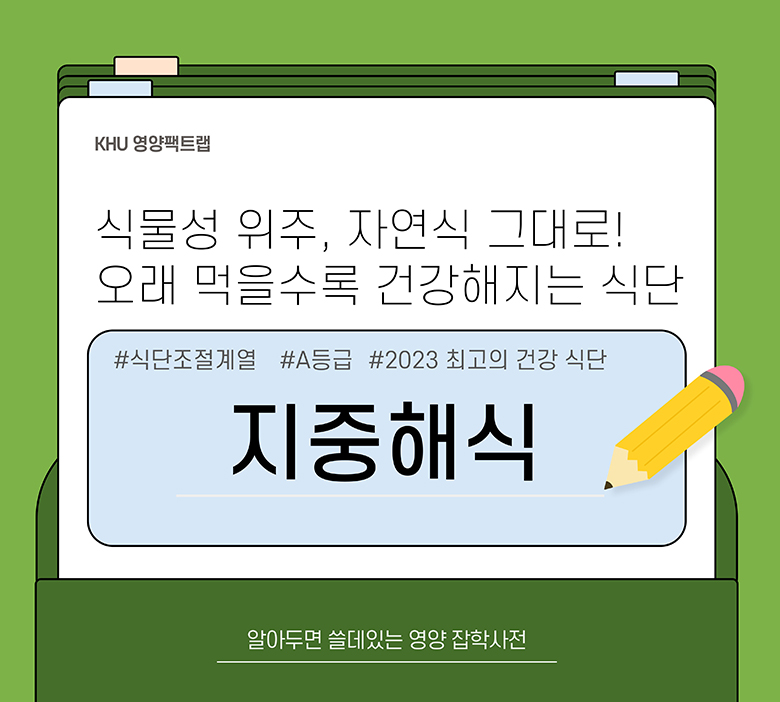 KHU 영양팩트랩
식물성 위주, 자연식 그대로!
오래 먹을수록 건강해지는 식단
#식단조절계열 #A등급 #2023 최고의 건강 식단
지중해식
알아두면 쓸데있는 영양 잡학사전